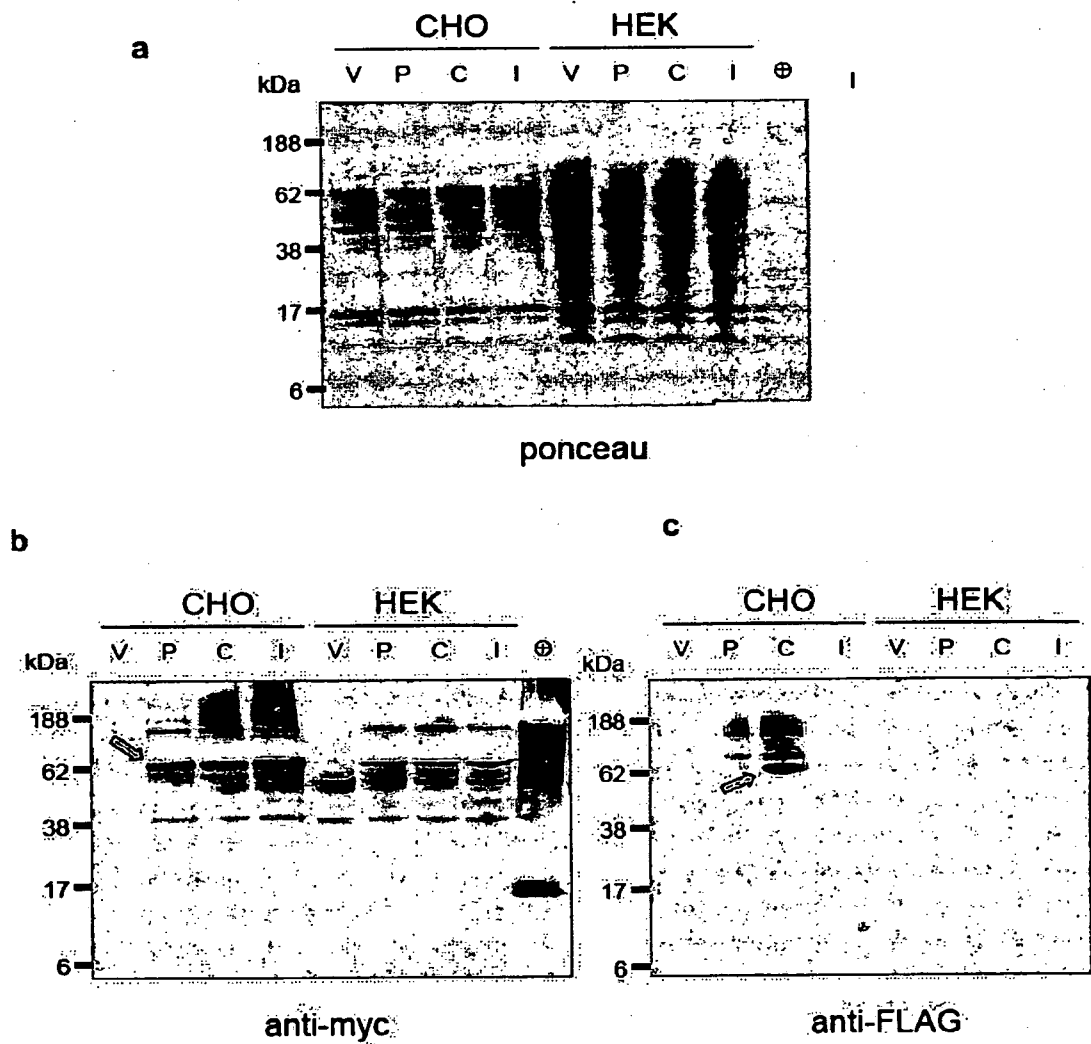 a
CHO HEK
kDa V P C I V P C I ⊕ I
188
62
38
17
6
ponceau
b
c
CHO HEK
kDa V P C I V P C I ⊕
188
62
38
17
6
anti-myc
CHO HEK
kDa V P C I V P C I
188
62
38
17
6
anti-FLAG